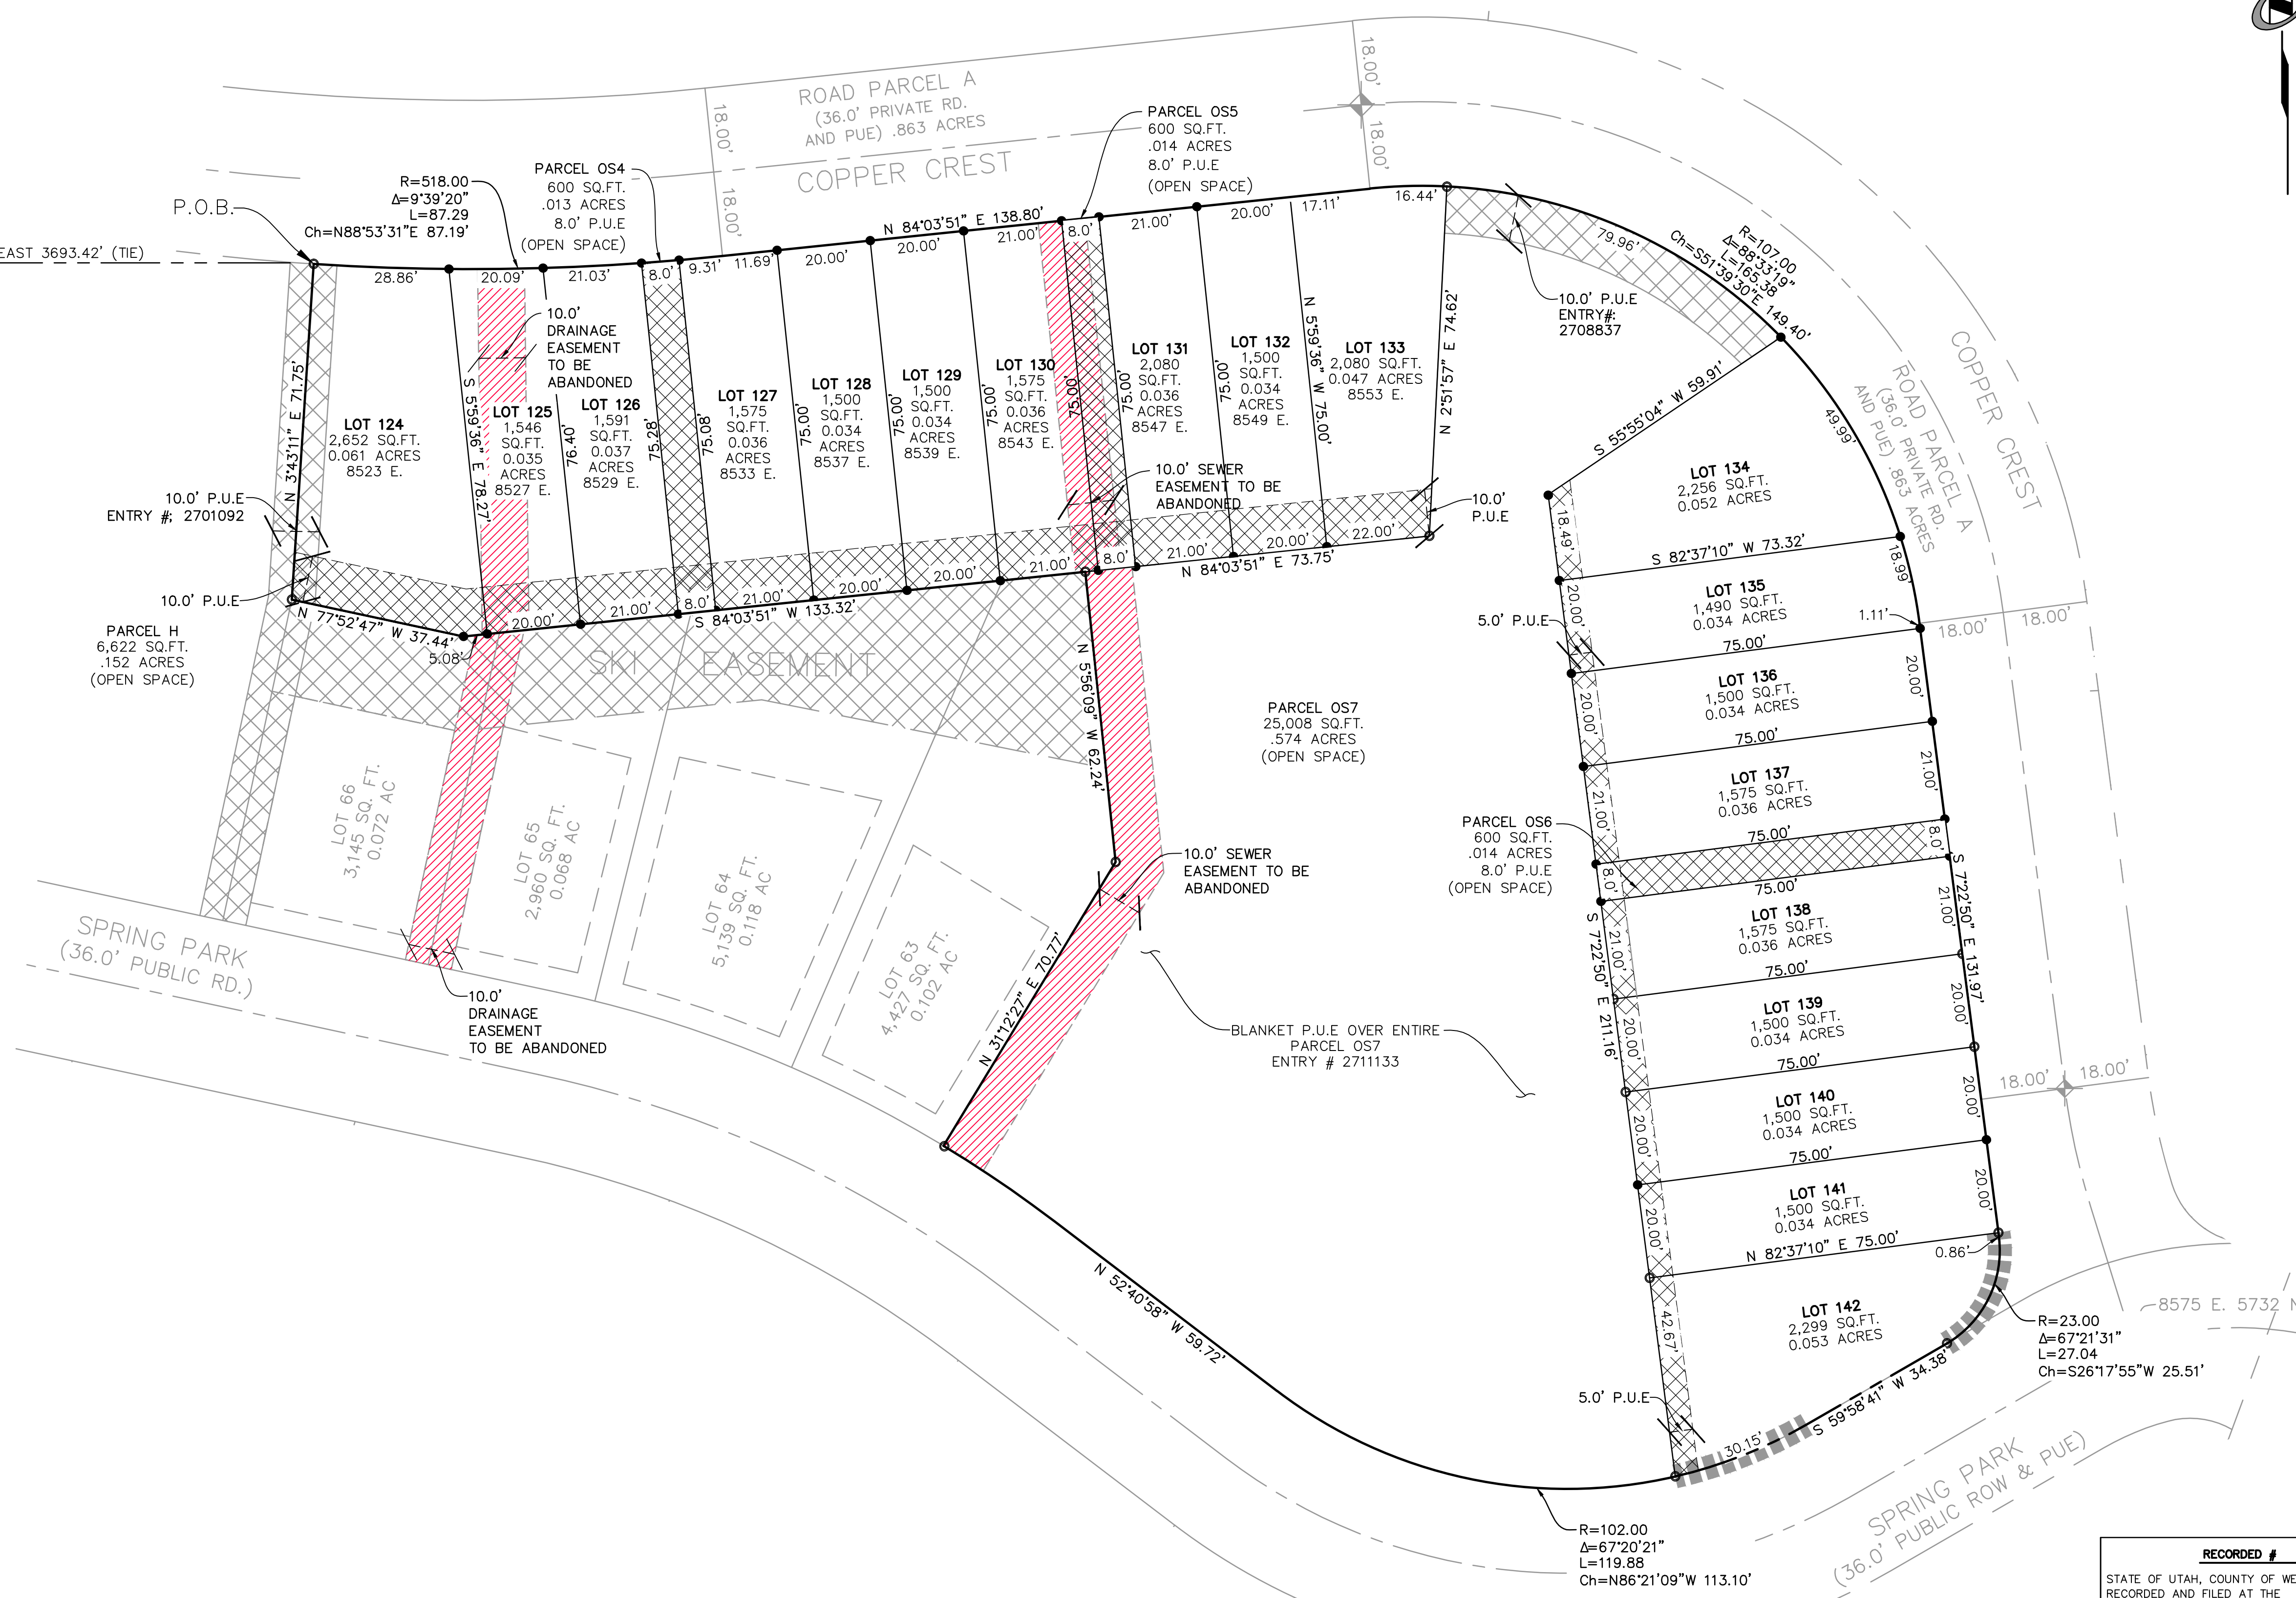 ROAD PARCEL A
(36.0' PRIVATE RD.
AND PUE) .863 ACRES
COPPER CREST
18.00'
18.00'
18.00'
18.00'
P.O.B.
EAST 3693.42' (TIE)
R=518.00
Δ=9°39'20"
L=87.29
Ch=N88°53'31"E 87.19'
PARCEL OS4
600 SQ.FT.
.013 ACRES
8.0' P.U.E
(OPEN SPACE)
PARCEL OS5
600 SQ.FT.
.014 ACRES
8.0' P.U.E
(OPEN SPACE)
N 84°03'51" E 138.80'
28.86'
20.09'
21.03'
8.0'
9.31'
11.69'
20.00'
20.00'
21.00'
8.0'
21.00'
20.00'
17.11'
16.44'
79.96'
R=107.00
Δ=88°33'19"
L=165.38
Ch=S51°39'30"E 149.40'
10.0' P.U.E
ENTRY#:
2708837
10.0'
DRAINAGE
EASEMENT
TO BE
ABANDONED
N 3°43'11" E 71.75'
LOT 124
2,652 SQ.FT.
0.061 ACRES
8523 E.
S 5°59'36" E 78.27'
LOT 125
1,546
SQ.FT.
0.035
ACRES
8527 E.
76.40'
LOT 126
1,591
SQ.FT.
0.037
ACRES
8529 E.
75.28'
75.08'
LOT 127
1,575
SQ.FT.
0.036
ACRES
8533 E.
75.00'
LOT 128
1,500
SQ.FT.
0.034
ACRES
8537 E.
75.00'
LOT 129
1,500
SQ.FT.
0.034
ACRES
8539 E.
75.00'
LOT 130
1,575
SQ.FT.
0.036
ACRES
8543 E.
75.00'
75.00'
LOT 131
2,080
SQ.FT.
0.036
ACRES
8547 E.
75.00'
LOT 132
1,500
SQ.FT.
0.034
ACRES
8549 E.
N 5°59'36" W 75.00'
LOT 133
2,080 SQ.FT.
0.047 ACRES
8553 E.
N 2°51'57" E 74.62'
10.0' SEWER
EASEMENT TO BE
ABANDONED
10.0'
P.U.E
10.0' P.U.E
ENTRY #; 2701092
10.0' P.U.E
PARCEL H
6,622 SQ.FT.
.152 ACRES
(OPEN SPACE)
N 77°52'47" W 37.44'
5.08'
20.00'
21.00'
8.0'
21.00'
20.00'
20.00'
21.00'
8.0'
21.00'
20.00'
22.00'
S 84°03'51" W 133.32'
N 84°03'51" E 73.75'
SKI EASEMENT
N 5°56'09" W 62.24'
PARCEL OS7
25,008 SQ.FT.
.574 ACRES
(OPEN SPACE)
10.0' SEWER
EASEMENT TO BE
ABANDONED
N 31°12'27" E 70.77'
LOT 66
3,145 SQ. FT.
0.072 AC
LOT 65
2,960 SQ. FT.
0.068 AC
LOT 64
5,139 SQ. FT.
0.118 AC
LOT 63
4,427 SQ. FT.
0.102 AC
SPRING PARK
(36.0' PUBLIC RD.)
10.0'
DRAINAGE
EASEMENT
TO BE ABANDONED
BLANKET P.U.E OVER ENTIRE
PARCEL OS7
ENTRY # 2711133
N 52°40'58" W 59.72'
S 55°55'04" W 59.91'
49.99'
LOT 134
2,256 SQ.FT.
0.052 ACRES
18.49'
S 82°37'10" W 73.32'
18.99'
LOT 135
1,490 SQ.FT.
0.034 ACRES
20.00'
1.11'
5.0' P.U.E
75.00'
LOT 136
1,500 SQ.FT.
0.034 ACRES
20.00'
20.00'
75.00'
LOT 137
1,575 SQ.FT.
0.036 ACRES
21.00'
21.00'
PARCEL OS6
600 SQ.FT.
.014 ACRES
8.0' P.U.E
(OPEN SPACE)
75.00'
8.0'
8.0'
75.00'
S 7°22'50" E 131.97'
S 7°22'50" E 211.16'
LOT 138
1,575 SQ.FT.
0.036 ACRES
21.00'
21.00'
75.00'
LOT 139
1,500 SQ.FT.
0.034 ACRES
20.00'
20.00'
75.00'
LOT 140
1,500 SQ.FT.
0.034 ACRES
20.00'
20.00'
75.00'
LOT 141
1,500 SQ.FT.
0.034 ACRES
20.00'
20.00'
N 82°37'10" E 75.00'
0.86'
LOT 142
2,299 SQ.FT.
0.053 ACRES
42.67'
5.0' P.U.E
30.15'
S 59°58'41" W 34.38'
R=23.00
Δ=67°21'31"
L=27.04
Ch=S26°17'55"W 25.51'
R=102.00
Δ=67°20'21"
L=119.88
Ch=N86°21'09"W 113.10'
COPPER CREST
ROAD PARCEL A
(36.0' PRIVATE RD.
AND PUE) .863 ACRES
18.00'
18.00'
18.00'
18.00'
8575 E. 5732 N
SPRING PARK
(36.0' PUBLIC ROW & PUE)
RECORDED #
STATE OF UTAH, COUNTY OF WE
RECORDED AND FILED AT THE